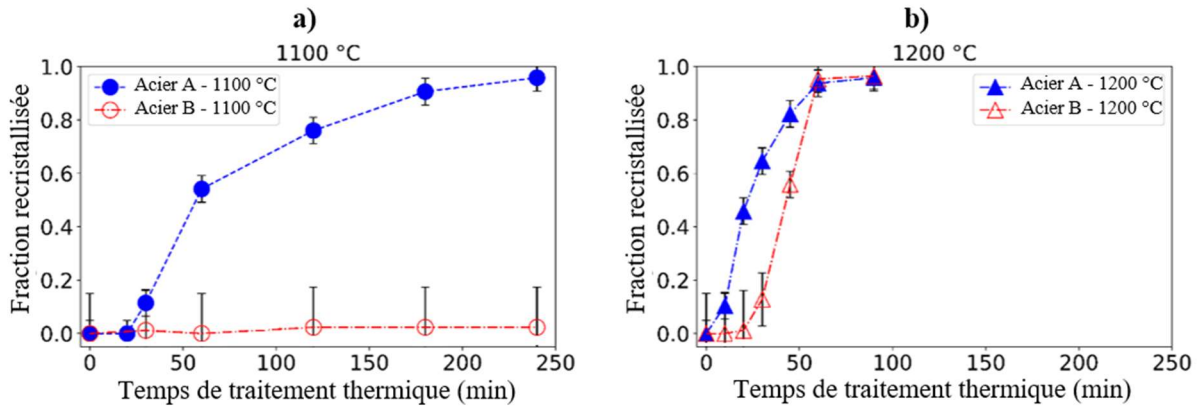 a)
1100 °C
Acier A - 1100 °C
Acier B - 1100 °C
Fraction recristallisée
1.0
0.8
0.6
0.4
0.2
0.0
0
50
100
150
200
250
Temps de traitement thermique (min)
b)
1200 °C
Acier A - 1200 °C
Acier B - 1200 °C
Fraction recristallisée
1.0
0.8
0.6
0.4
0.2
0.0
0
50
100
150
200
250
Temps de traitement thermique (min)